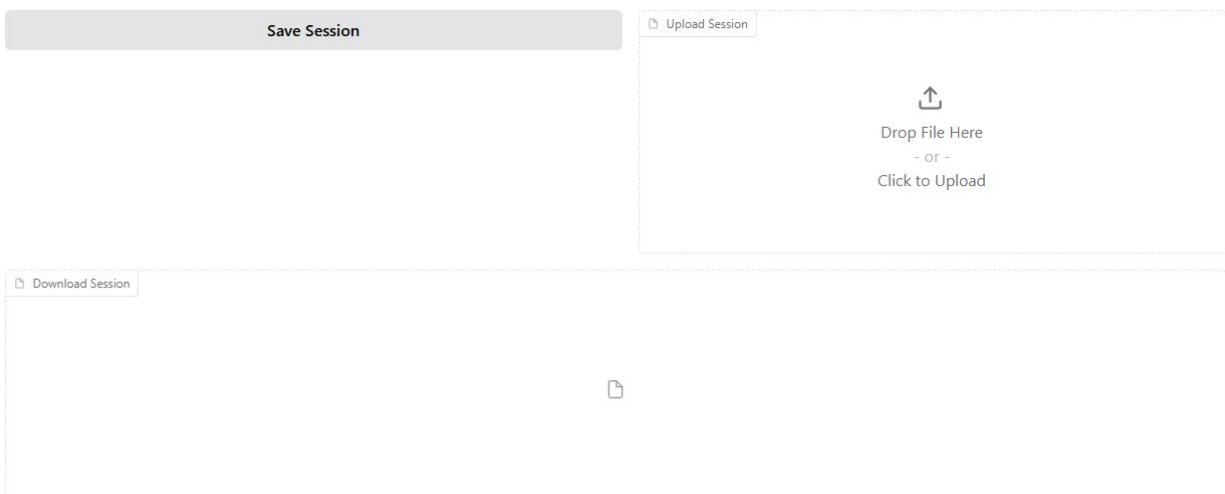 Save Session
Upload Session
Drop File Here
- or -
Click to Upload
Download Session